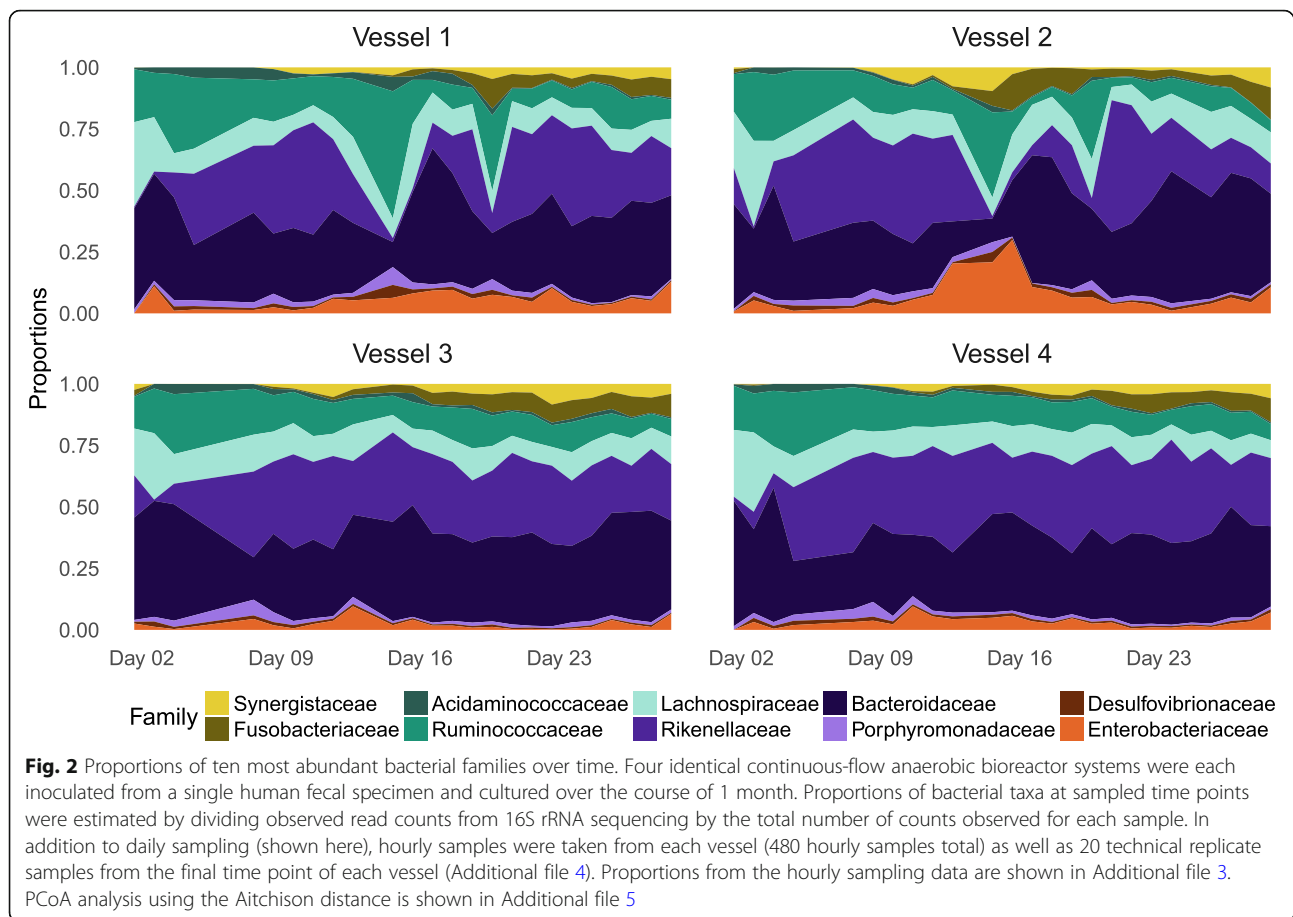 Vessel 1
Vessel 2
1.00
0.75
0.50
0.25
0.00
Vessel 3
Vessel 4
1.00
0.75
0.50
0.25
0.00
Proportions
Day 02 Day 09 Day 16 Day 23 Day 02 Day 09 Day 16 Day 23
Family
Synergistaceae Acidaminococcaceae Lachnospiraceae Bacteroidaceae Desulfovibrionaceae
Fusobacteriaceae Ruminococcaceae Rikenellaceae Porphyromonadaceae Enterobacteriaceae
Fig. 2 Proportions of ten most abundant bacterial families over time. Four identical continuous-flow anaerobic bioreactor systems were each
inoculated from a single human fecal specimen and cultured over the course of 1 month. Proportions of bacterial taxa at sampled time points
were estimated by dividing observed read counts from 16S rRNA sequencing by the total number of counts observed for each sample. In
addition to daily sampling (shown here), hourly samples were taken from each vessel (480 hourly samples total) as well as 20 technical replicate
samples from the final time point of each vessel (Additional file 4). Proportions from the hourly sampling data are shown in Additional file 3.
PCoA analysis using the Aitchison distance is shown in Additional file 5